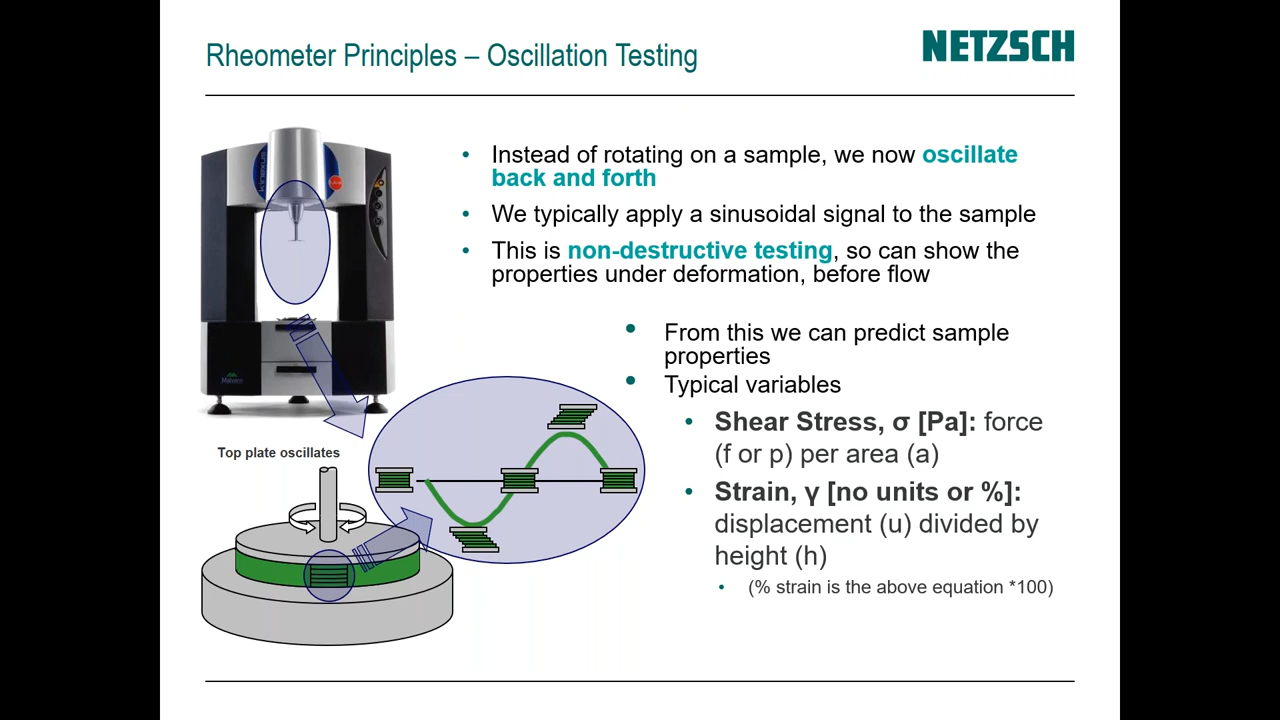 Rheometer Principles – Oscillation Testing
NETZSCH
• Instead of rotating on a sample, we now oscillate
back and forth
• We typically apply a sinusoidal signal to the sample
• This is non-destructive testing, so can show the
properties under deformation, before flow
• From this we can predict sample
properties
• Typical variables
• Shear Stress, σ [Pa]: force
(f or p) per area (a)
• Strain, γ [no units or %]:
displacement (u) divided by
height (h)
• (% strain is the above equation *100)
kinexus
Malvern
Top plate oscillates